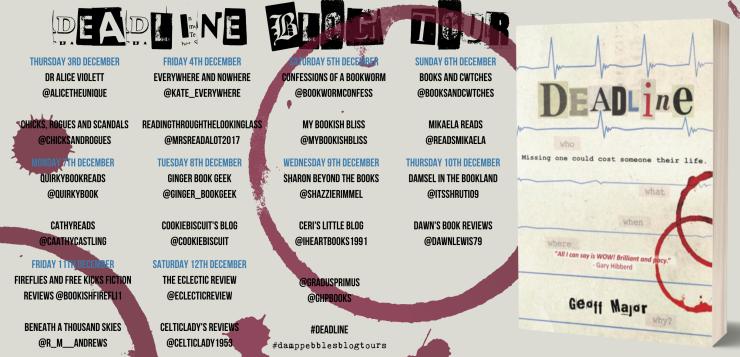 DEADLINE BLOG TOUR
THURSDAY 3RD DECEMBER
DR ALICE VIOLETT
@ALICETHEUNIQUE
CHICKS, ROGUES AND SCANDALS
@CHICKSANDROGUES
FRIDAY 4TH DECEMBER
EVERYWHERE AND NOWHERE
@KATE_EVERYWHERE
READINGTHROUGHTHELOOKINGLASS
@MRSREADALOT2017
SATURDAY 5TH DECEMBER
CONFESSIONS OF A BOOKWORM
@BOOKWORMCONFESS
MY BOOKISH BLISS
@MYBOOKISHBLISS
SUNDAY 6TH DECEMBER
BOOKS AND CWTCHES
@BOOKSANDCWTCHES
MIKAELA READS
@READSMIKAELA
MONDAY 7TH DECEMBER
QUIRKYBOOKREADS
@QUIRKYBOOK
CATHYREADS
@CAATHYCASTLING
TUESDAY 8TH DECEMBER
GINGER BOOK GEEK
@GINGER_BOOKGEEK
COOKIEBISCUIT'S BLOG
@COOKIEBISCUIT
WEDNESDAY 9TH DECEMBER
SHARON BEYOND THE BOOKS
@SHAZZIERIMMEL
CERI'S LITTLE BLOG
@IHEARTBOOKS1991
THURSDAY 10TH DECEMBER
DAMSEL IN THE BOOKLAND
@ITSSHRUTI09
DAWN'S BOOK REVIEWS
@DAWNLEWIS79
FRIDAY 11TH DECEMBER
FIREFLIES AND FREE KICKS FICTION
REVIEWS @BOOKISHFIREFLI1
BENEATH A THOUSAND SKIES
@R_M__ANDREWS
SATURDAY 12TH DECEMBER
THE ECLECTIC REVIEW
@ECLECTICREVIEW
CELTICLADY'S REVIEWS
@CELTICLADY1953
@GRADUSPRIMUS
@GHPBOOKS
#DEADLINE
#damppebblesblogtours
DEADLinE
who
Missing one could cost someone their life.
what
when
where
"All I can say is WOW! Brilliant and pacy."
- Gary Hibberd
Geoff Major
why?